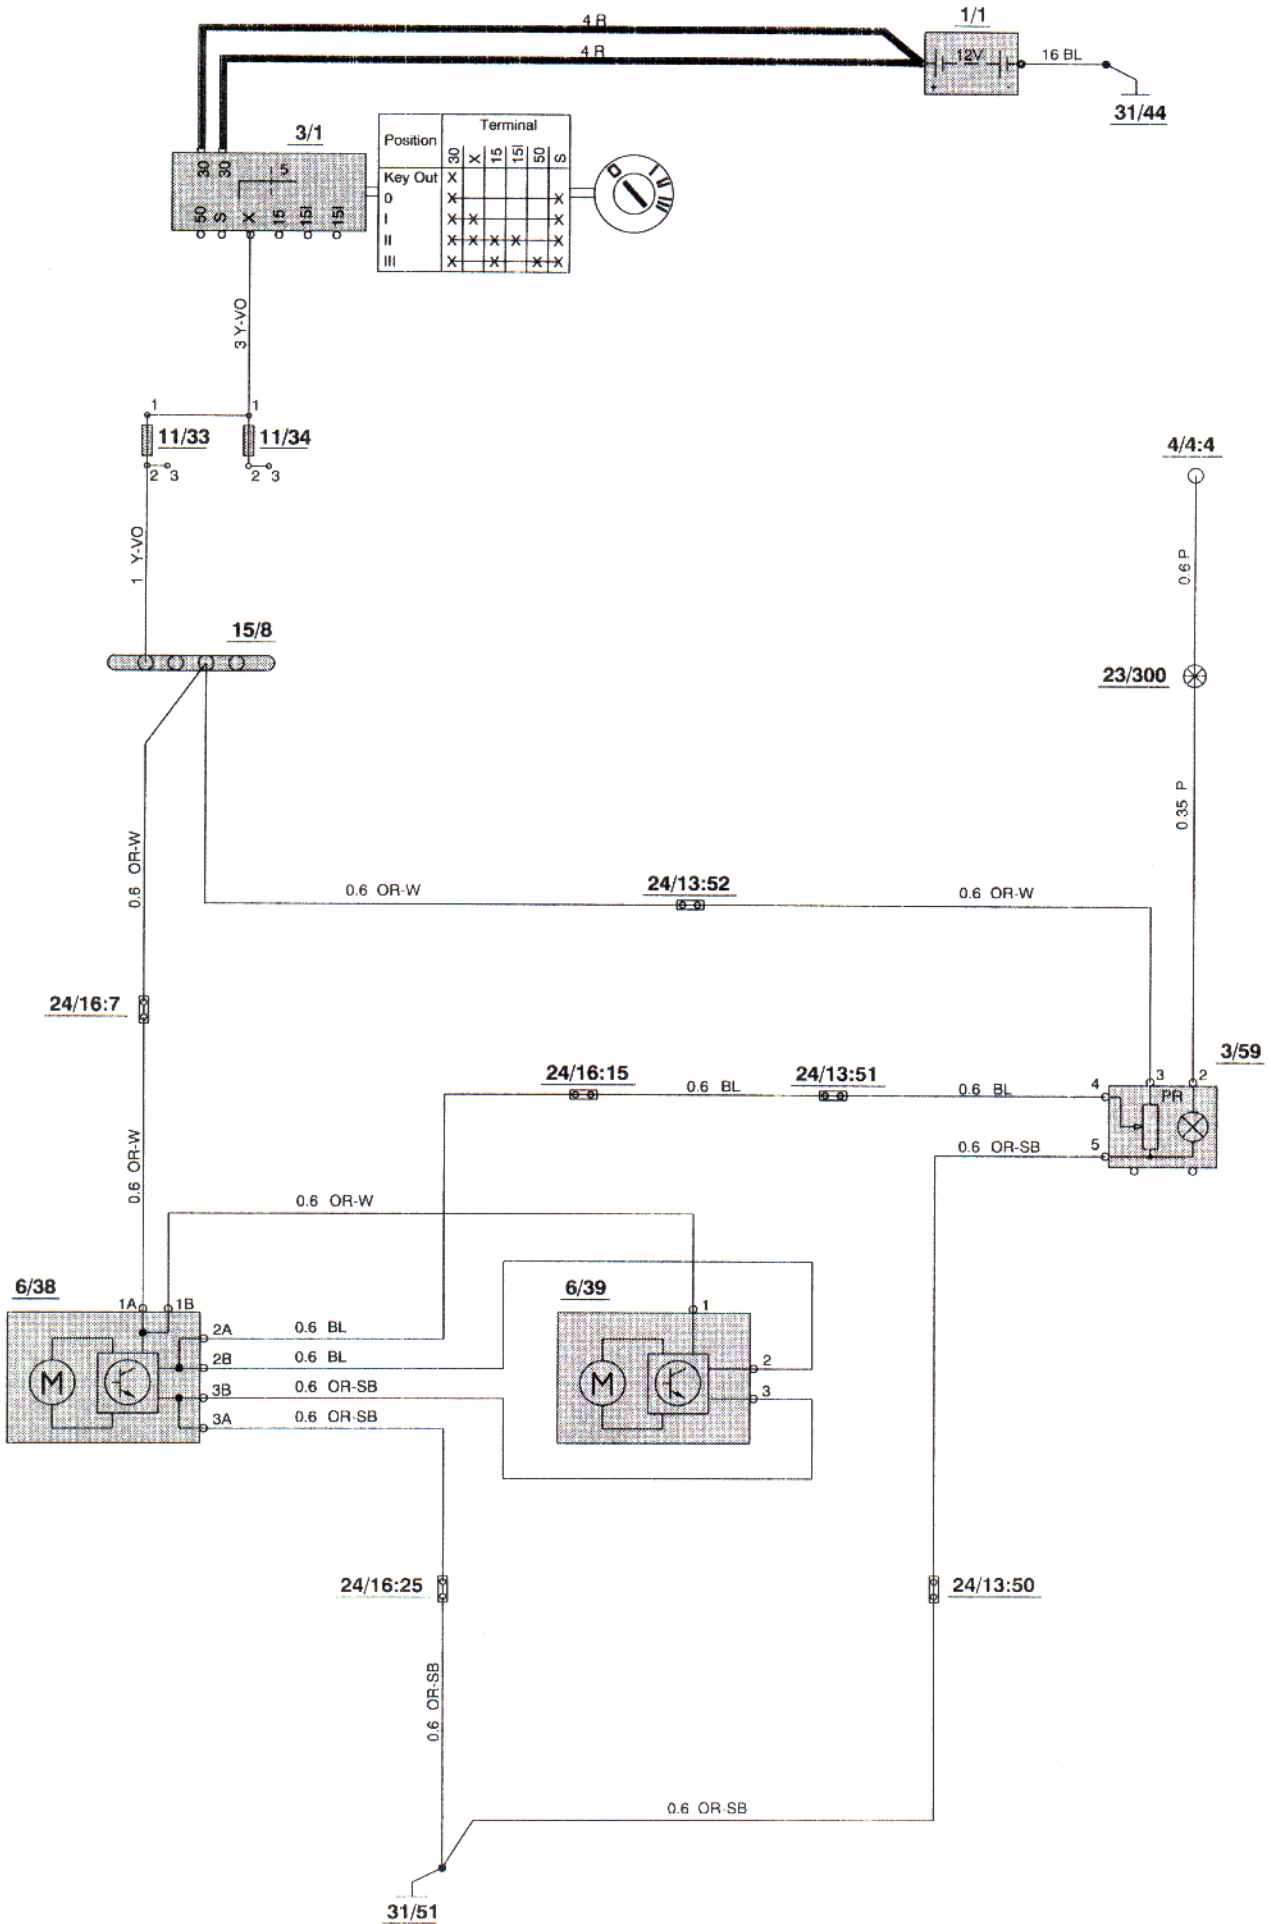 4 R
1/1
4 R
12V
16 BL
31/44
3/1
30 30 S
50 S X 15 15I 15I
Position Terminal
30 X 15 15I 50 S
Key Out X
0 X X
I X X X
II X X X X X
III X X X X
0 I II III
3 Y-VO
1 1
11/33 11/34
2 3 2 3
4/4:4
1 Y-VO
0.6 P
15/8
23/300
0.35 P
0.6 OR-W
24/13:52
0.6 OR-W 0.6 OR-W
24/16:7
3/59
24/16:15 24/13:51
0.6 BL 0.6 BL
4 3 2
PR
5
0.6 OR-SB
0.6 OR-W
0.6 OR-W
6/38 6/39
1A 1B 1
2A 0.6 BL
2B 0.6 BL
3B 0.6 OR-SB
3A 0.6 OR-SB
M M
2
3
24/16:25 24/13:50
0.6 OR-SB
0.6 OR-SB
31/51